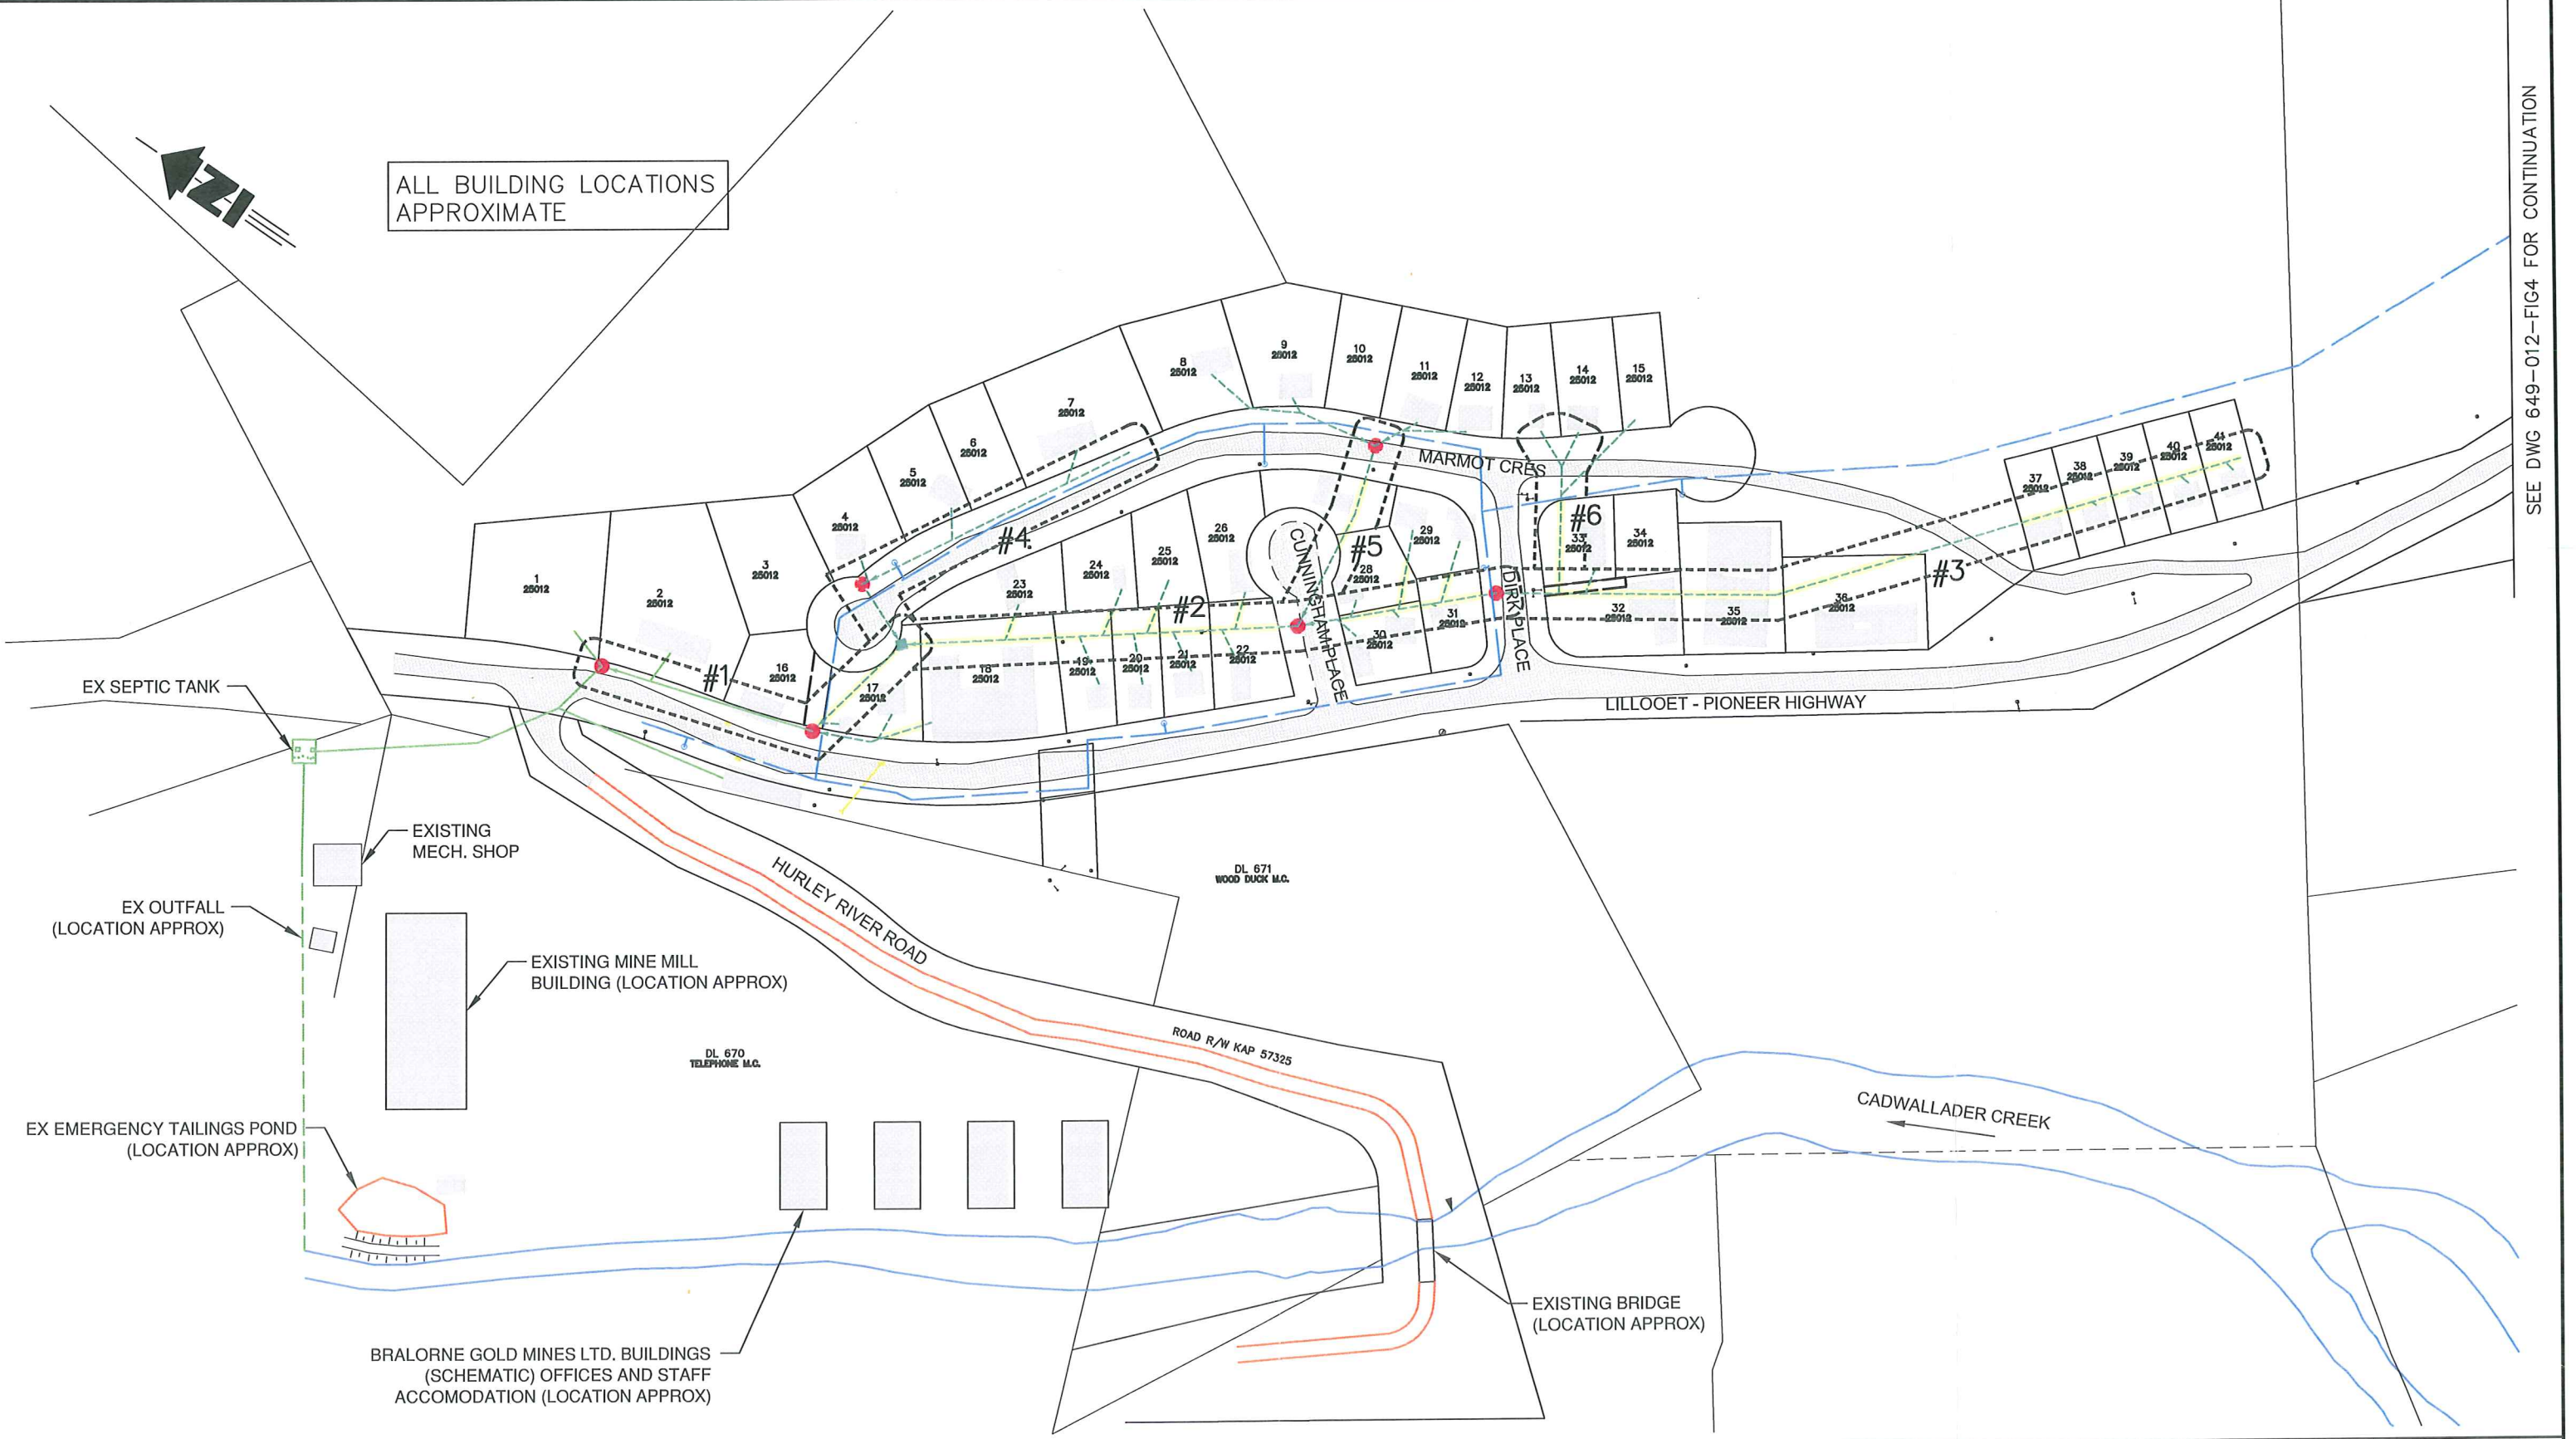 N
ALL BUILDING LOCATIONS
APPROXIMATE
SEE DWG 649-012-FIG4 FOR CONTINUATION
1
25012
2
25012
3
25012
4
25012
5
25012
6
25012
7
25012
8
25012
9
25012
10
25012
11
25012
12
25012
13
25012
14
25012
15
25012
16
25012
17
25012
18
25012
19
25012
20
25012
21
25012
22
25012
23
25012
24
25012
25
25012
26
25012
28
25012
29
25012
30
25012
31
25012
32
25012
33
25012
34
25012
35
25012
36
25012
37
25012
38
25012
39
25012
40
25012
41
25012
#1
#2
#3
#4
#5
#6
MARMOT CRES
CUNNINGHAM PLACE
DIRK PLACE
LILLOOET - PIONEER HIGHWAY
EX SEPTIC TANK
EXISTING
MECH. SHOP
EX OUTFALL
(LOCATION APPROX)
EXISTING MINE MILL
BUILDING (LOCATION APPROX)
HURLEY RIVER ROAD
DL 671
WOOD DUCK M.C.
ROAD R/W KAP 57325
DL 670
TELEPHONE M.C.
CADWALLADER CREEK
EX EMERGENCY TAILINGS POND
(LOCATION APPROX)
EXISTING BRIDGE
(LOCATION APPROX)
BRALORNE GOLD MINES LTD. BUILDINGS
(SCHEMATIC) OFFICES AND STAFF
ACCOMODATION (LOCATION APPROX)